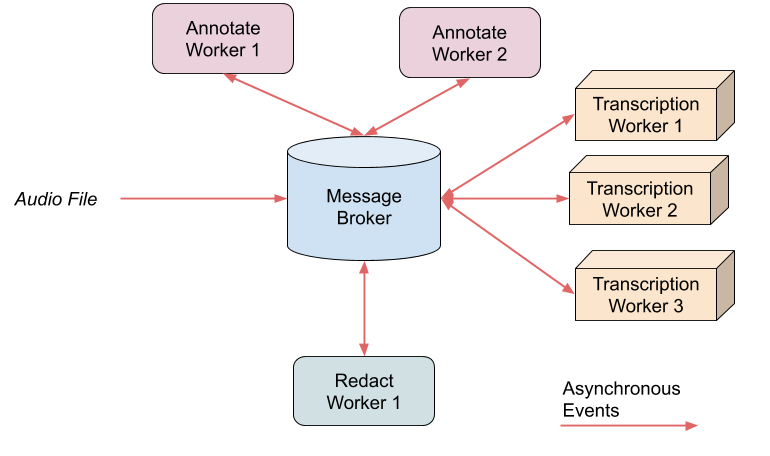 Annotate
Worker 1
Annotate
Worker 2
Transcription
Worker 1
Audio File
Message
Broker
Transcription
Worker 2
Transcription
Worker 3
Redact
Worker 1
Asynchronous
Events